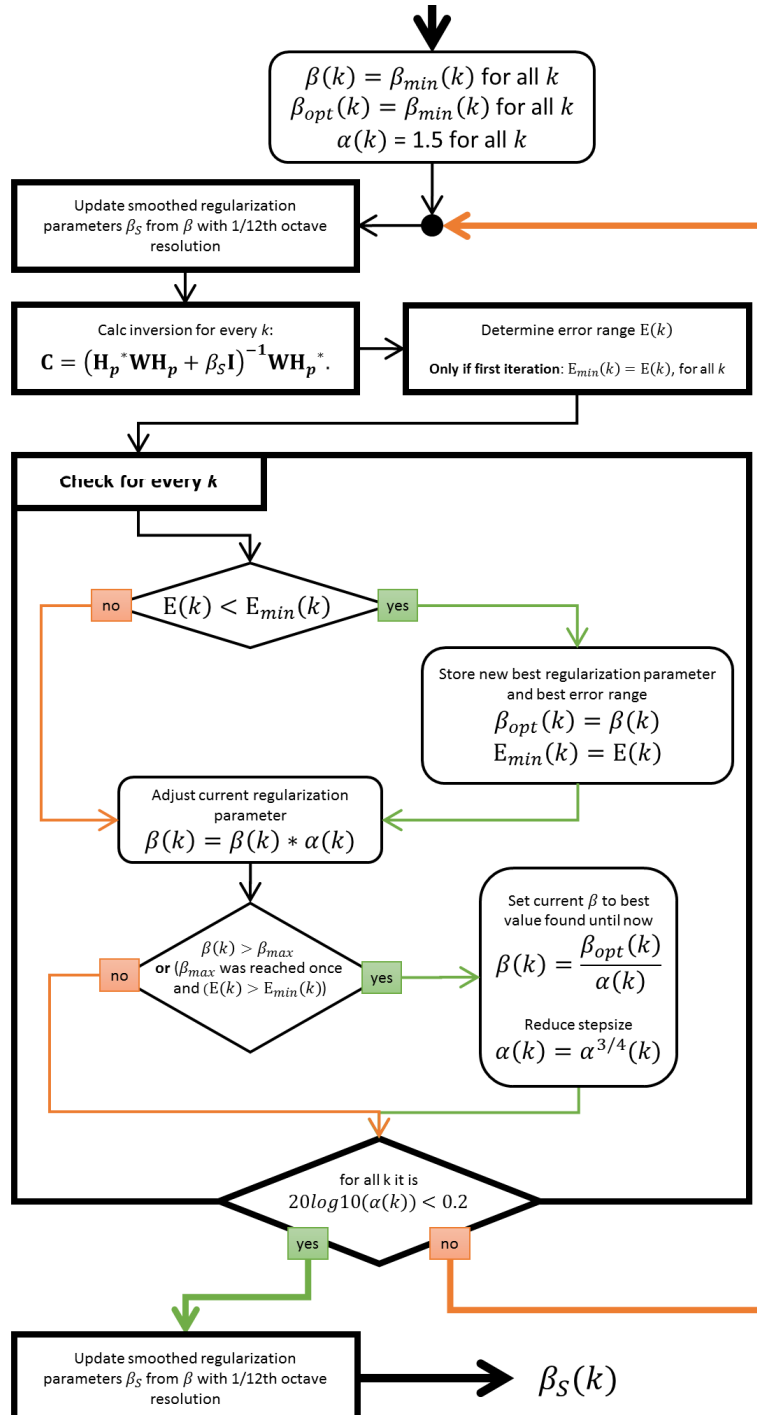 β(k) = β_min(k) for all k
β_opt(k) = β_min(k) for all k
α(k) = 1.5 for all k
Update smoothed regularization
parameters β_S from β with 1/12th octave
resolution
Calc inversion for every k:
C = (H_p* WH_p + β_S I)^−1 WH_p*.
Determine error range E(k)
Only if first iteration: E_min(k) = E(k), for all k
Check for every k
no
E(k) < E_min(k)
yes
Store new best regularization parameter
and best error range
β_opt(k) = β(k)
E_min(k) = E(k)
Adjust current regularization
parameter
β(k) = β(k) * α(k)
no
β(k) > β_max
or (β_max was reached once
and (E(k) > E_min(k))
yes
Set current β to best
value found until now
β(k) = β_opt(k) / α(k)
Reduce stepsize
α(k) = α^3/4(k)
for all k it is
20log10(α(k)) < 0.2
yes
no
Update smoothed regularization
parameters β_S from β with 1/12th octave
resolution
β_S(k)